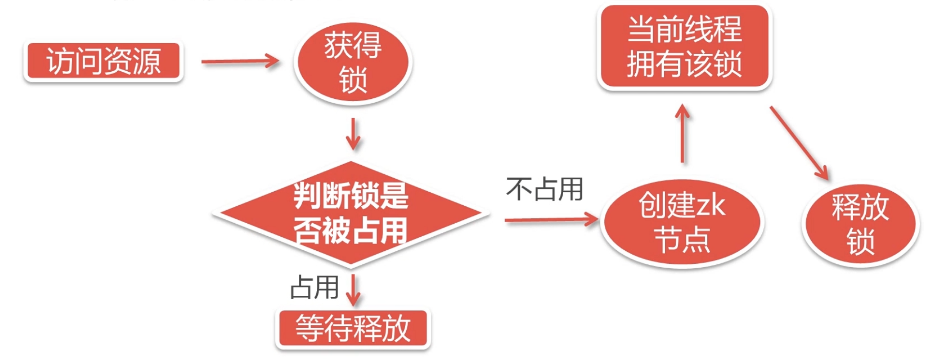 访问资源
获得
锁
判断锁是
否被占用
占用
等待释放
不占用
创建zk
节点
当前线程
拥有该锁
释放
锁